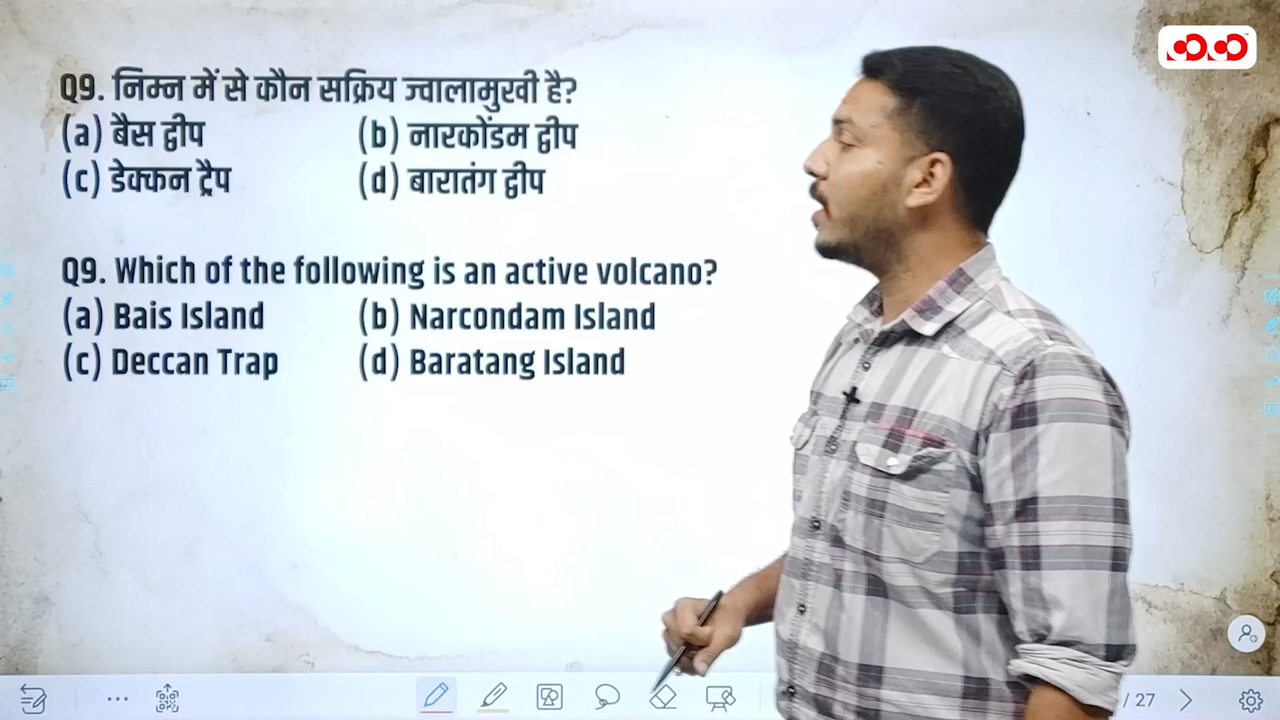 Q9. निम्न में से कौन सक्रिय ज्वालामुखी है?
(a) बैस द्वीप (b) नारकोंडम द्वीप
(c) डेक्कन ट्रैप (d) बारातंग द्वीप
Q9. Which of the following is an active volcano?
(a) Bais Island (b) Narcondam Island
(c) Deccan Trap (d) Baratang Island
/ 27